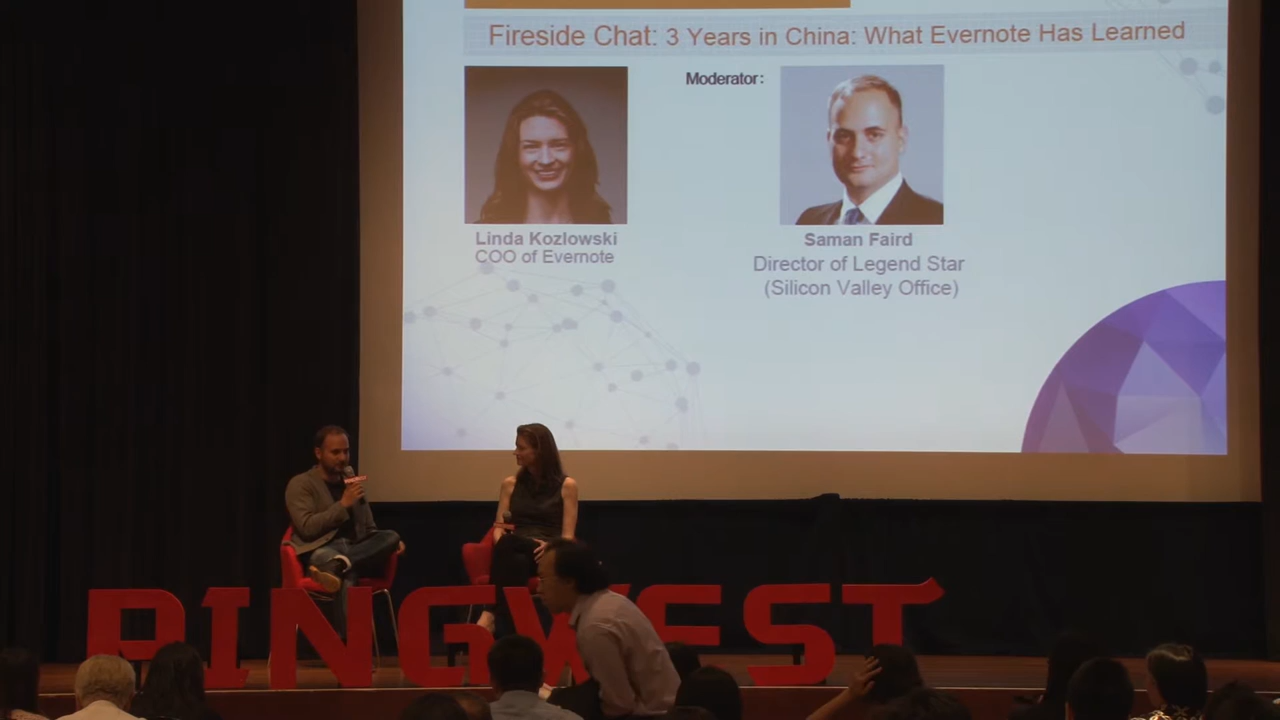 Fireside Chat: 3 Years in China: What Evernote Has Learned
Moderator:
Linda Kozlowski
COO of Evernote
Saman Faird
Director of Legend Star
(Silicon Valley Office)
PINGWEST